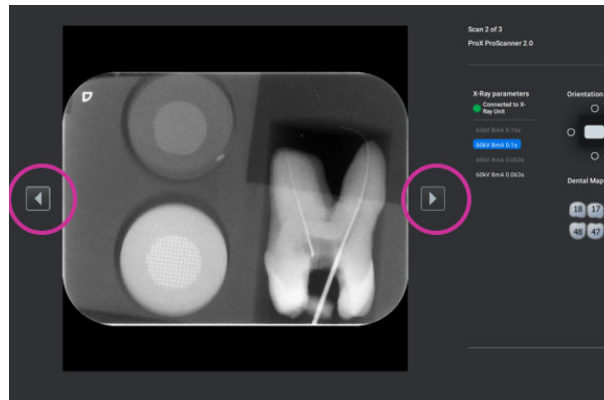 Scan 2 of 3
ProX ProScanner 2.0
X-Ray parameters
Connected to X-
Ray Unit
63kV 8mA 0.16s
60kV 8mA 0.1s
60kV 8mA 0.063s
60kV 8mA 0.063s
Orientation
Dental Map
18 17
48 47